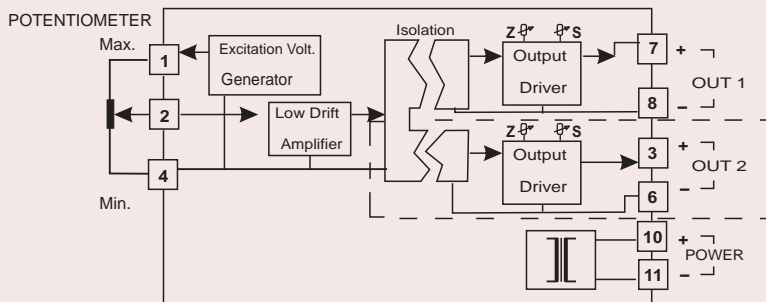 POTENTIOMETER
Max.
1
Excitation Volt.
Generator
2
Low Drift
Amplifier
4
Min.
Isolation
Z S
Output
Driver
7 +
OUT 1
8 −
Z S
Output
Driver
3 +
OUT 2
6 −
10 +
POWER
11 −